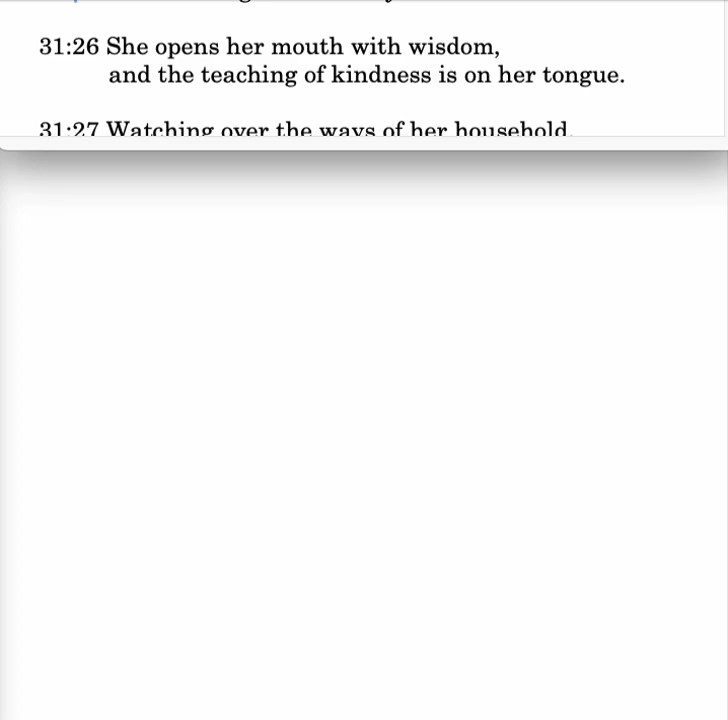 31:26 She opens her mouth with wisdom,
and the teaching of kindness is on her tongue.
31:27 Watching over the ways of her household